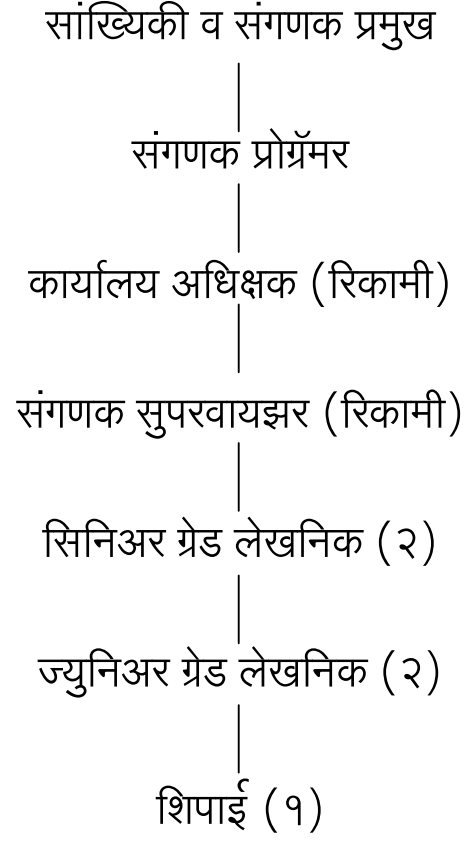 सांख्यिकी व संगणक प्रमुख
संगणक प्रोग्रॅमर
कार्यालय अधिक्षक (रिकामी)
संगणक सुपरवायझर (रिकामी)
सिनिअर ग्रेड लेखनिक (२)
ज्युनिअर ग्रेड लेखनिक (२)
शिपाई (१)